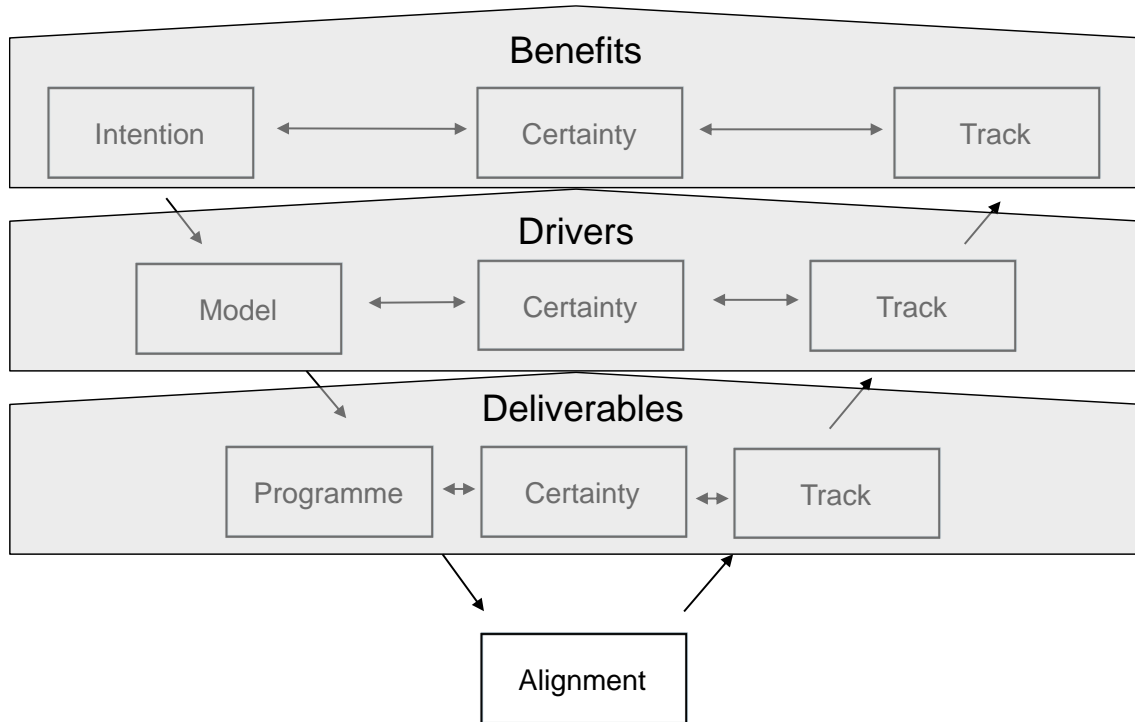 Benefits
Intention
Certainty
Track
Drivers
Model
Certainty
Track
Deliverables
Programme
Certainty
Track
Alignment